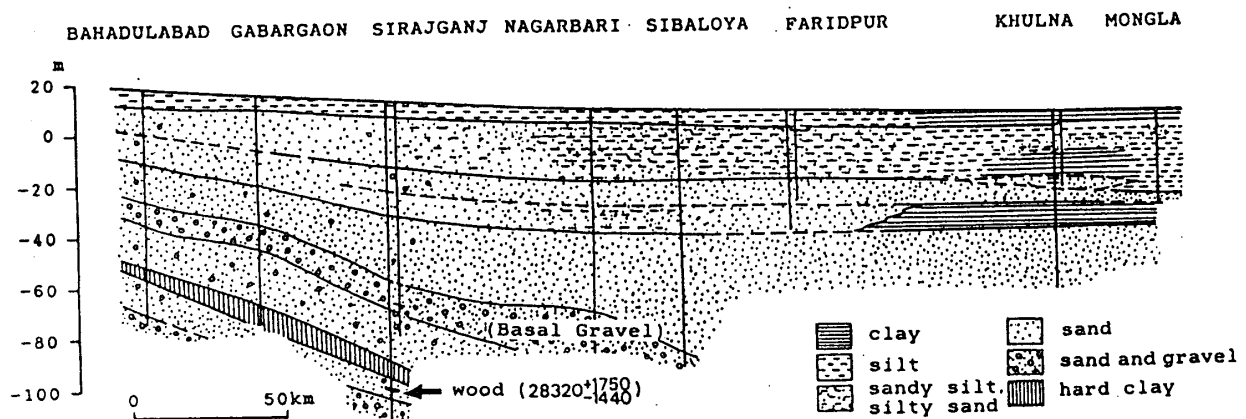 BAHADULABAD GABARGAON SIRAJGANJ NAGARBARI SIBALOYA FARIDPUR KHULNA MONGLA
m
20
0
-20
-40
-60
-80
-100
(Basal Gravel)
wood (28320 +1750 -1440)
0 50km
clay
silt
sandy silt.
silty sand
sand
sand and gravel
hard clay